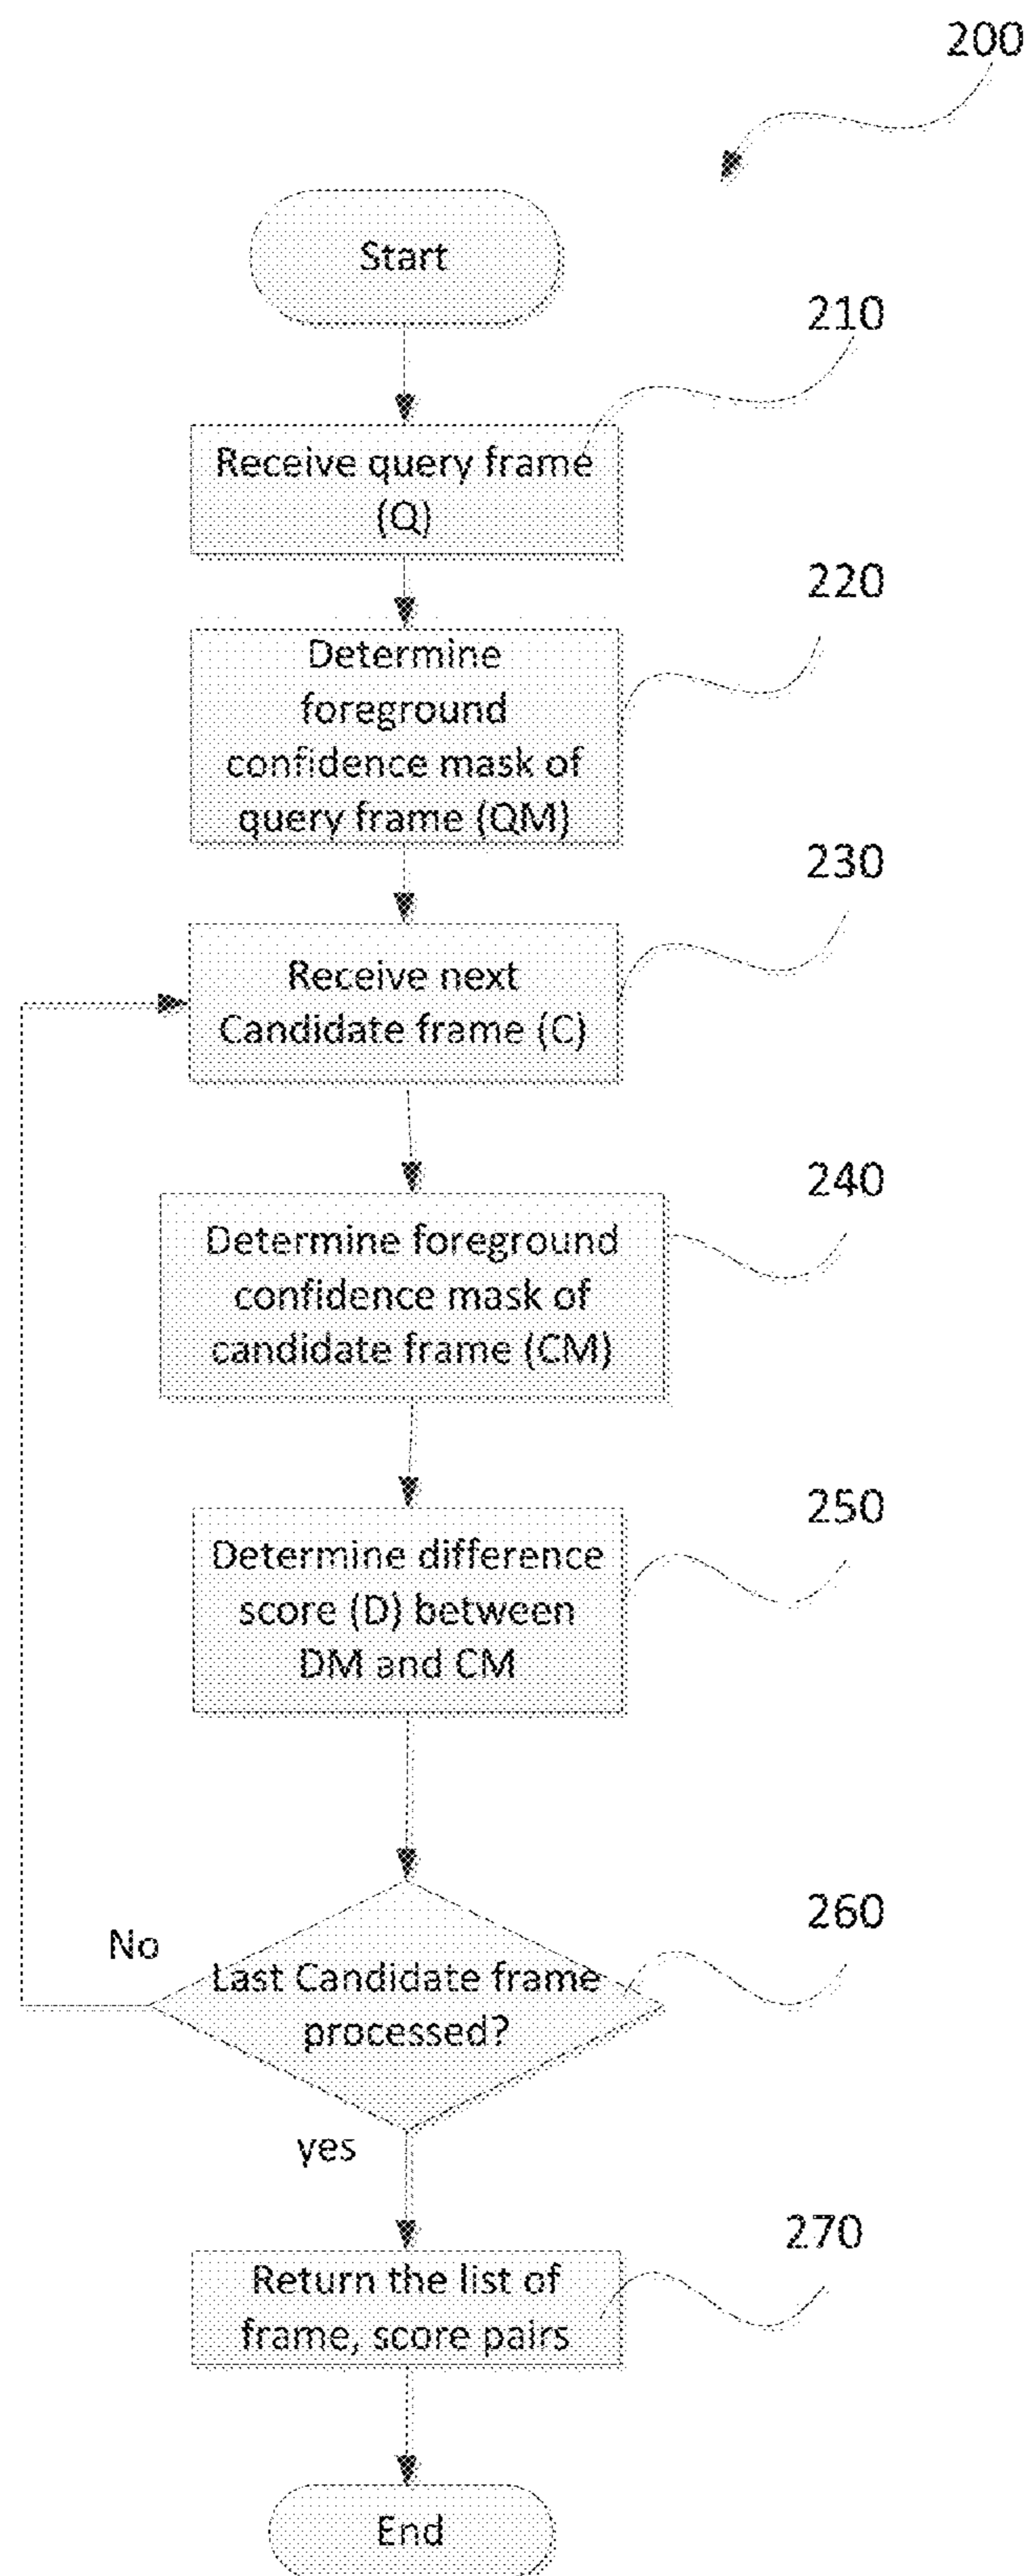 200
Start
210
Receive query frame
(Q)
220
Determine
foreground
confidence mask of
query frame (QM)
230
Receive next
Candidate frame (C)
240
Determine foreground
confidence mask of
candidate frame (CM)
250
Determine difference
score (D) between
DM and CM
260
No
Last Candidate frame
processed?
yes
270
Return the list of
frame, score pairs
End